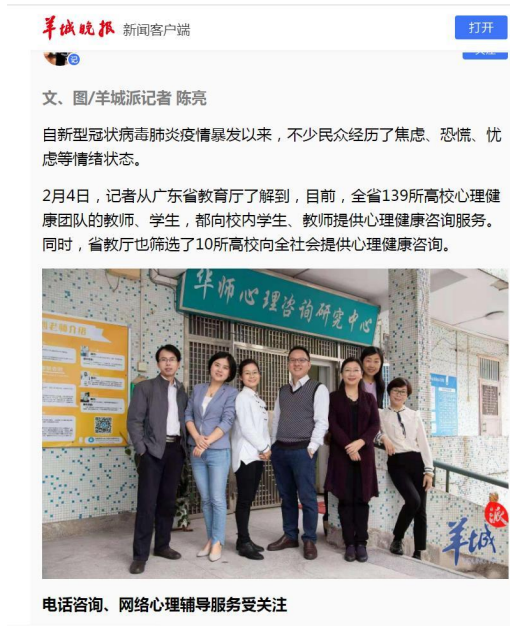 羊城晚报 新闻客户端
打开
文、图/羊城派记者 陈亮
自新型冠状病毒肺炎疫情暴发以来，不少民众经历了焦虑、恐慌、忧
虑等情绪状态。
2月4日，记者从广东省教育厅了解到，目前，全省139所高校心理健
康团队的教师、学生，都向校内学生、教师提供心理健康咨询服务。
同时，省教厅也筛选了10所高校向全社会提供心理健康咨询。
华师心理咨询研究中心
羊城派
电话咨询、网络心理辅导服务受关注